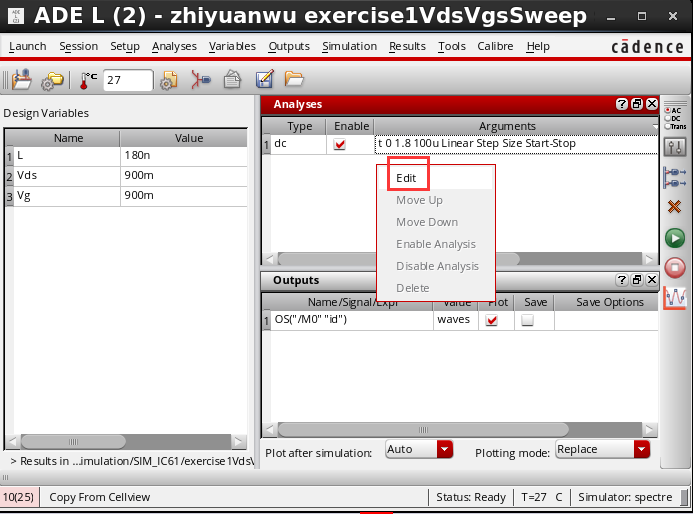 ADE L (2) - zhiyuanwu exercise1VdsVgsSweep
Launch Session Setup Analyses Variables Outputs Simulation Results Tools Calibre Help
cādence
°C 27
Design Variables
Name Value
1 L 180n
2 Vds 900m
3 Vg 900m
> Results in ...imulation/SIM_IC61/exercise1Vds
Analyses
Type Enable Arguments
1 dc t 0 1.8 100u Linear Step Size Start-Stop
Edit
Move Up
Move Down
Enable Analysis
Disable Analysis
Delete
Outputs
Name/Signal/Expr Value Plot Save Save Options
1 OS("/M0" "id") waves
Plot after simulation: Auto Plotting mode: Replace
AC
DC
Trans
10(25) Copy From Cellview Status: Ready T=27 C Simulator: spectre